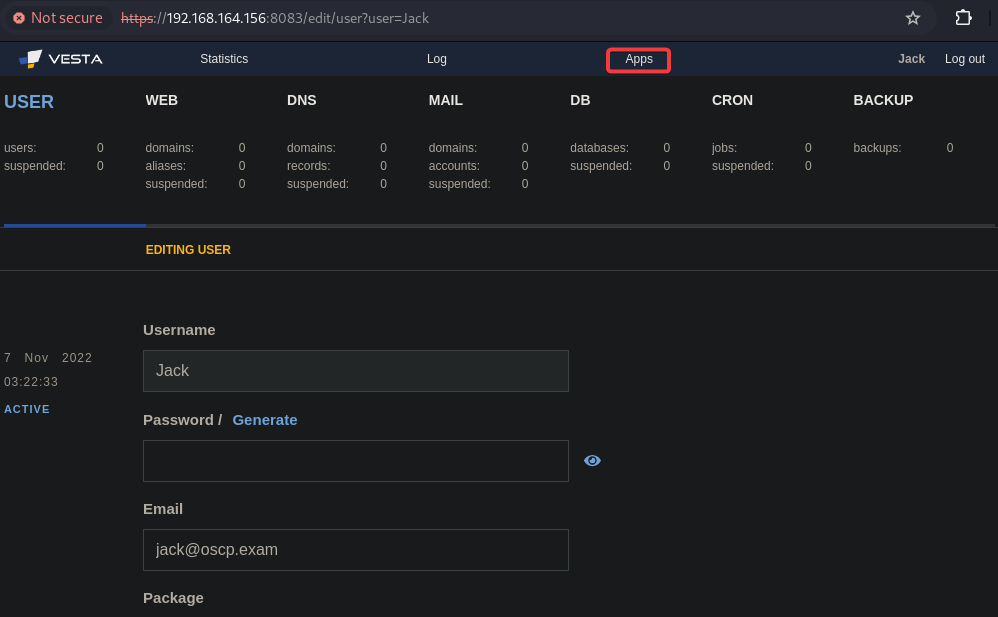 Not secure https://192.168.164.156:8083/edit/user?user=Jack
VESTA Statistics Log Apps Jack Log out
USER WEB DNS MAIL DB CRON BACKUP
users: 0 domains: 0 domains: 0 domains: 0 databases: 0 jobs: 0 backups: 0
suspended: 0 aliases: 0 records: 0 accounts: 0 suspended: 0 suspended: 0
suspended: 0 suspended: 0 suspended: 0
EDITING USER
Username
7 Nov 2022
Jack
03:22:33
ACTIVE
Password / Generate
Email
jack@oscp.exam
Package